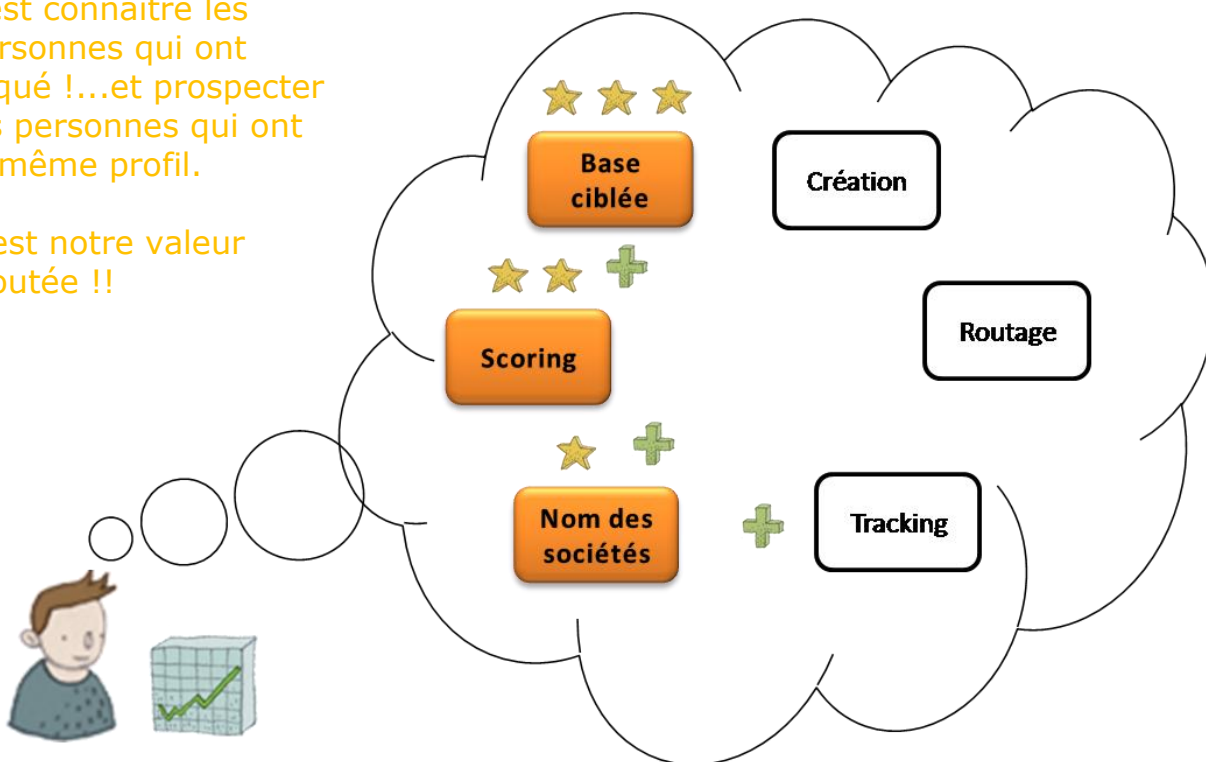 est connaître les
rsonnes qui ont
qué !...et prospecter
s personnes qui ont
même profil.
est notre valeur
outée !!
Base
ciblée
Création
Scoring
Routage
Nom des
sociétés
Tracking